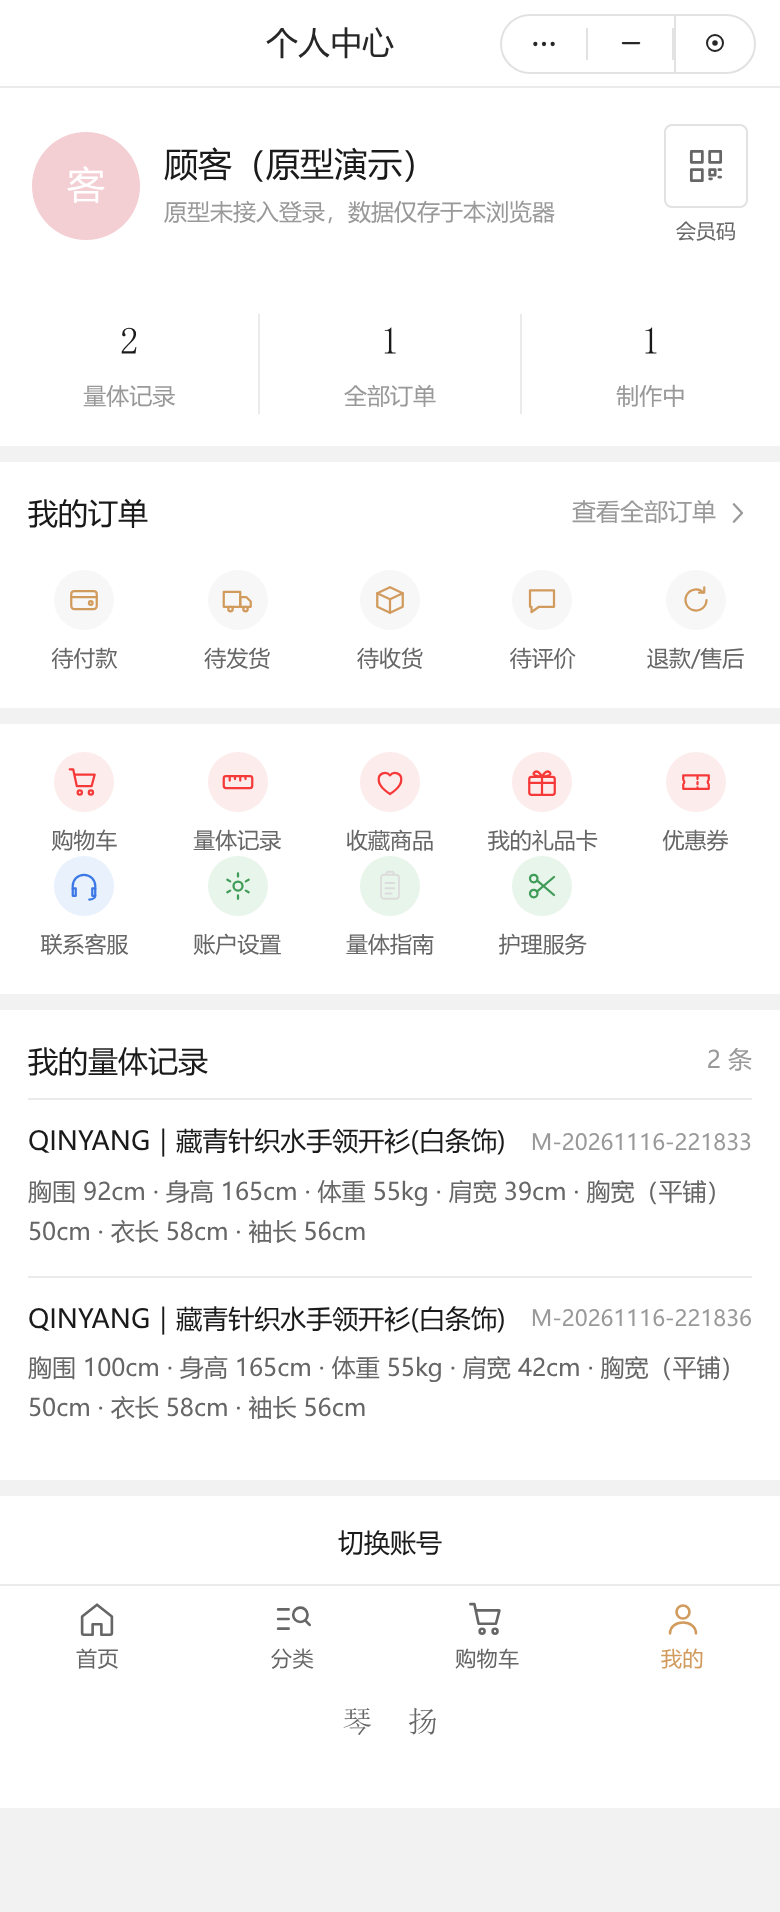 个人中心
客
顾客（原型演示）
原型未接入登录，数据仅存于本浏览器
会员码
2 1 1
量体记录 全部订单 制作中
我的订单 查看全部订单
待付款 待发货 待收货 待评价 退款/售后
购物车 量体记录 收藏商品 我的礼品卡 优惠券
联系客服 账户设置 量体指南 护理服务
我的量体记录 2 条
QINYANG | 藏青针织水手领开衫(白条饰) M-20261116-221833
胸围 92cm · 身高 165cm · 体重 55kg · 肩宽 39cm · 胸宽（平铺）
50cm · 衣长 58cm · 袖长 56cm
QINYANG | 藏青针织水手领开衫(白条饰) M-20261116-221836
胸围 100cm · 身高 165cm · 体重 55kg · 肩宽 42cm · 胸宽（平铺）
50cm · 衣长 58cm · 袖长 56cm
切换账号
首页 分类 购物车 我的
琴 扬